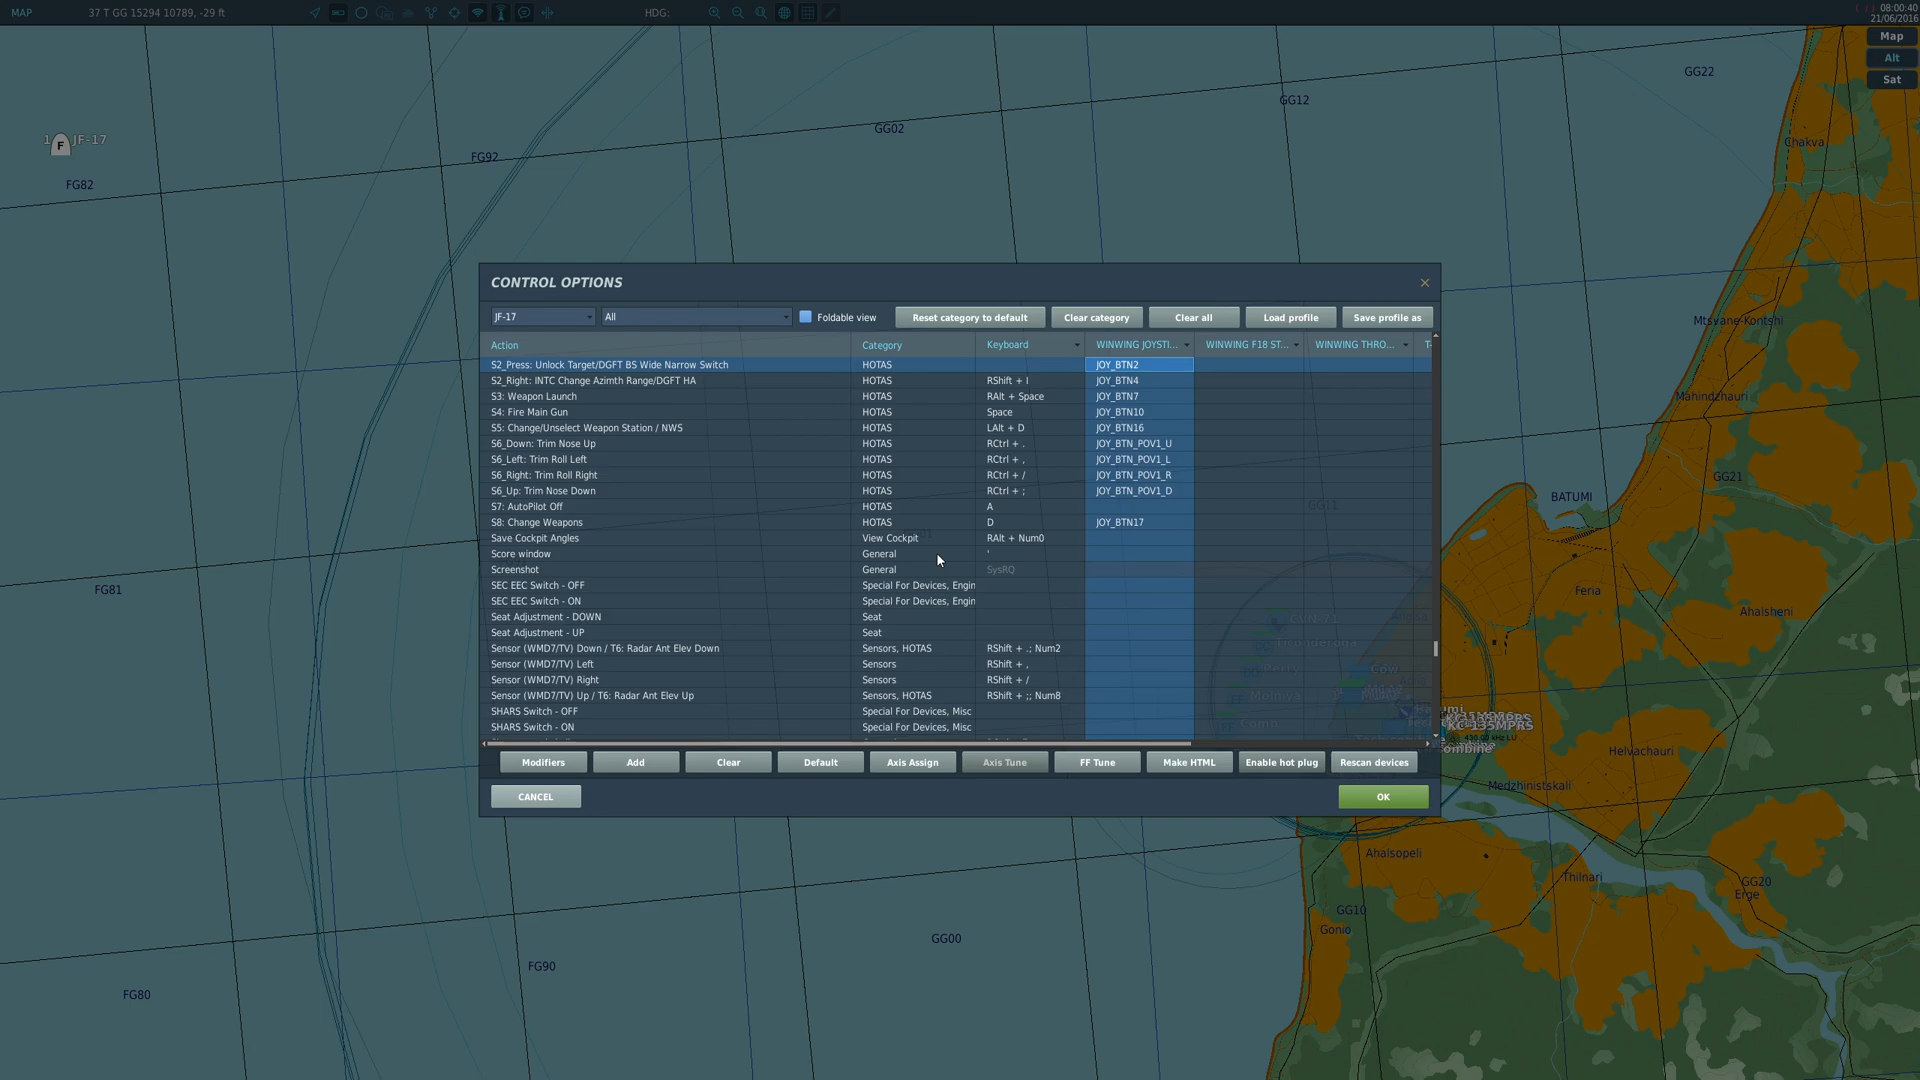 MAP 37 T GG 15294 10789, -29 ft HDG: 08:00:40
21/06/2016
Map
Alt
Sat
GG22
GG12
GG02
FG92
1 JF-17
F
FG82
Chakva
CONTROL OPTIONS
JF-17 All Foldable view Reset category to default Clear category Clear all Load profile Save profile as
Action Category Keyboard WINWING JOYSTI... WINWING F18 ST... WINWING THRO... T-
S2_Press: Unlock Target/DGFT BS Wide Narrow Switch HOTAS JOY_BTN2
S2_Right: INTC Change Azimth Range/DGFT HA HOTAS RShift + I JOY_BTN4
S3: Weapon Launch HOTAS RAlt + Space JOY_BTN7
S4: Fire Main Gun HOTAS Space JOY_BTN10
S5: Change/Unselect Weapon Station / NWS HOTAS LAlt + D JOY_BTN16
S6_Down: Trim Nose Up HOTAS RCtrl + . JOY_BTN_POV1_U
S6_Left: Trim Roll Left HOTAS RCtrl + , JOY_BTN_POV1_L
S6_Right: Trim Roll Right HOTAS RCtrl + / JOY_BTN_POV1_R
S6_Up: Trim Nose Down HOTAS RCtrl + ; JOY_BTN_POV1_D
S7: AutoPilot Off HOTAS A
S8: Change Weapons HOTAS D JOY_BTN17
Save Cockpit Angles View Cockpit RAlt + Num0
Score window General '
Screenshot General SysRQ
SEC EEC Switch - OFF Special For Devices, Engin
SEC EEC Switch - ON Special For Devices, Engin
Seat Adjustment - DOWN Seat
Seat Adjustment - UP Seat
Sensor (WMD7/TV) Down / T6: Radar Ant Elev Down Sensors, HOTAS RShift + .; Num2
Sensor (WMD7/TV) Left Sensors RShift + ,
Sensor (WMD7/TV) Right Sensors RShift + /
Sensor (WMD7/TV) Up / T6: Radar Ant Elev Up Sensors, HOTAS RShift + ;; Num8
SHARS Switch - OFF Special For Devices, Misc
SHARS Switch - ON Special For Devices, Misc
Modifiers Add Clear Default Axis Assign Axis Tune FF Tune Make HTML Enable hot plug Rescan devices
CANCEL OK
Mtsvane-Kontshi
Mahindzhauri
GG21
BATUMI
GG11
Feria
FG81
Ahalsheni
Ticonderoga
Perry
Cow
Molniya
KC-135MPRS
Helvachauri
Medzhinistskali
Ahalsopeli
Thilnari
GG20
Erge
GG10
Gonio
GG00
FG90
FG80